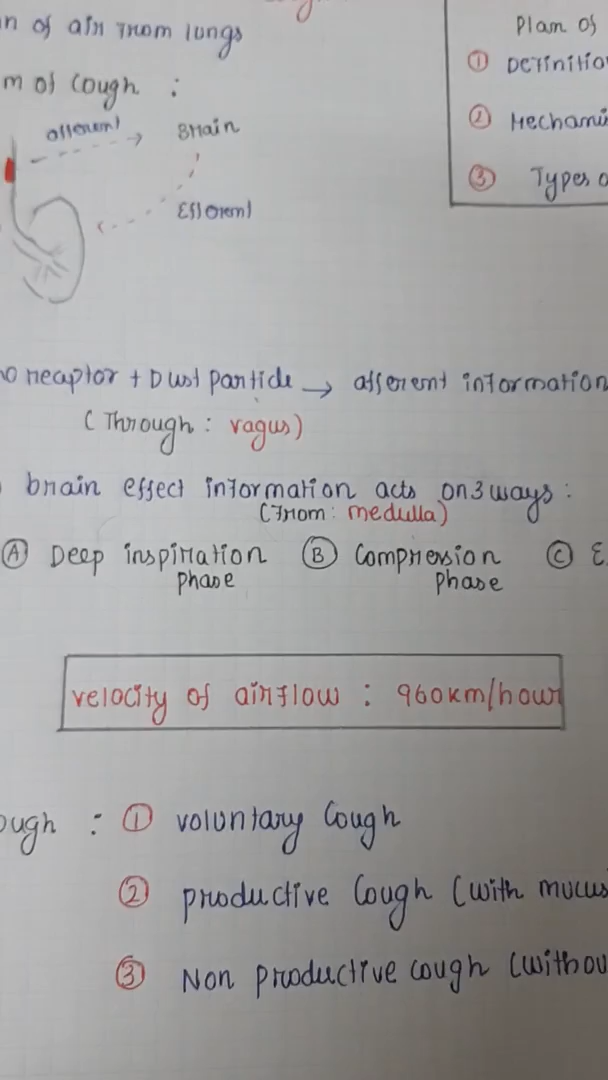 n of air from lungs
Plan of
① Definitio
m of cough :
afferent
Brain
② Mechani
③ Types o
Efferent
o reaptor + Dust particle → afferent information
(Through : vagus)
brain effect information acts on 3 ways :
(From : medulla)
Ⓐ Deep inspiration phase
Ⓑ Compression phase
Ⓒ E
velocity of airflow : 960km/hour
ough : ① voluntary Cough
② productive Cough (with mucus
③ Non productive cough (withou